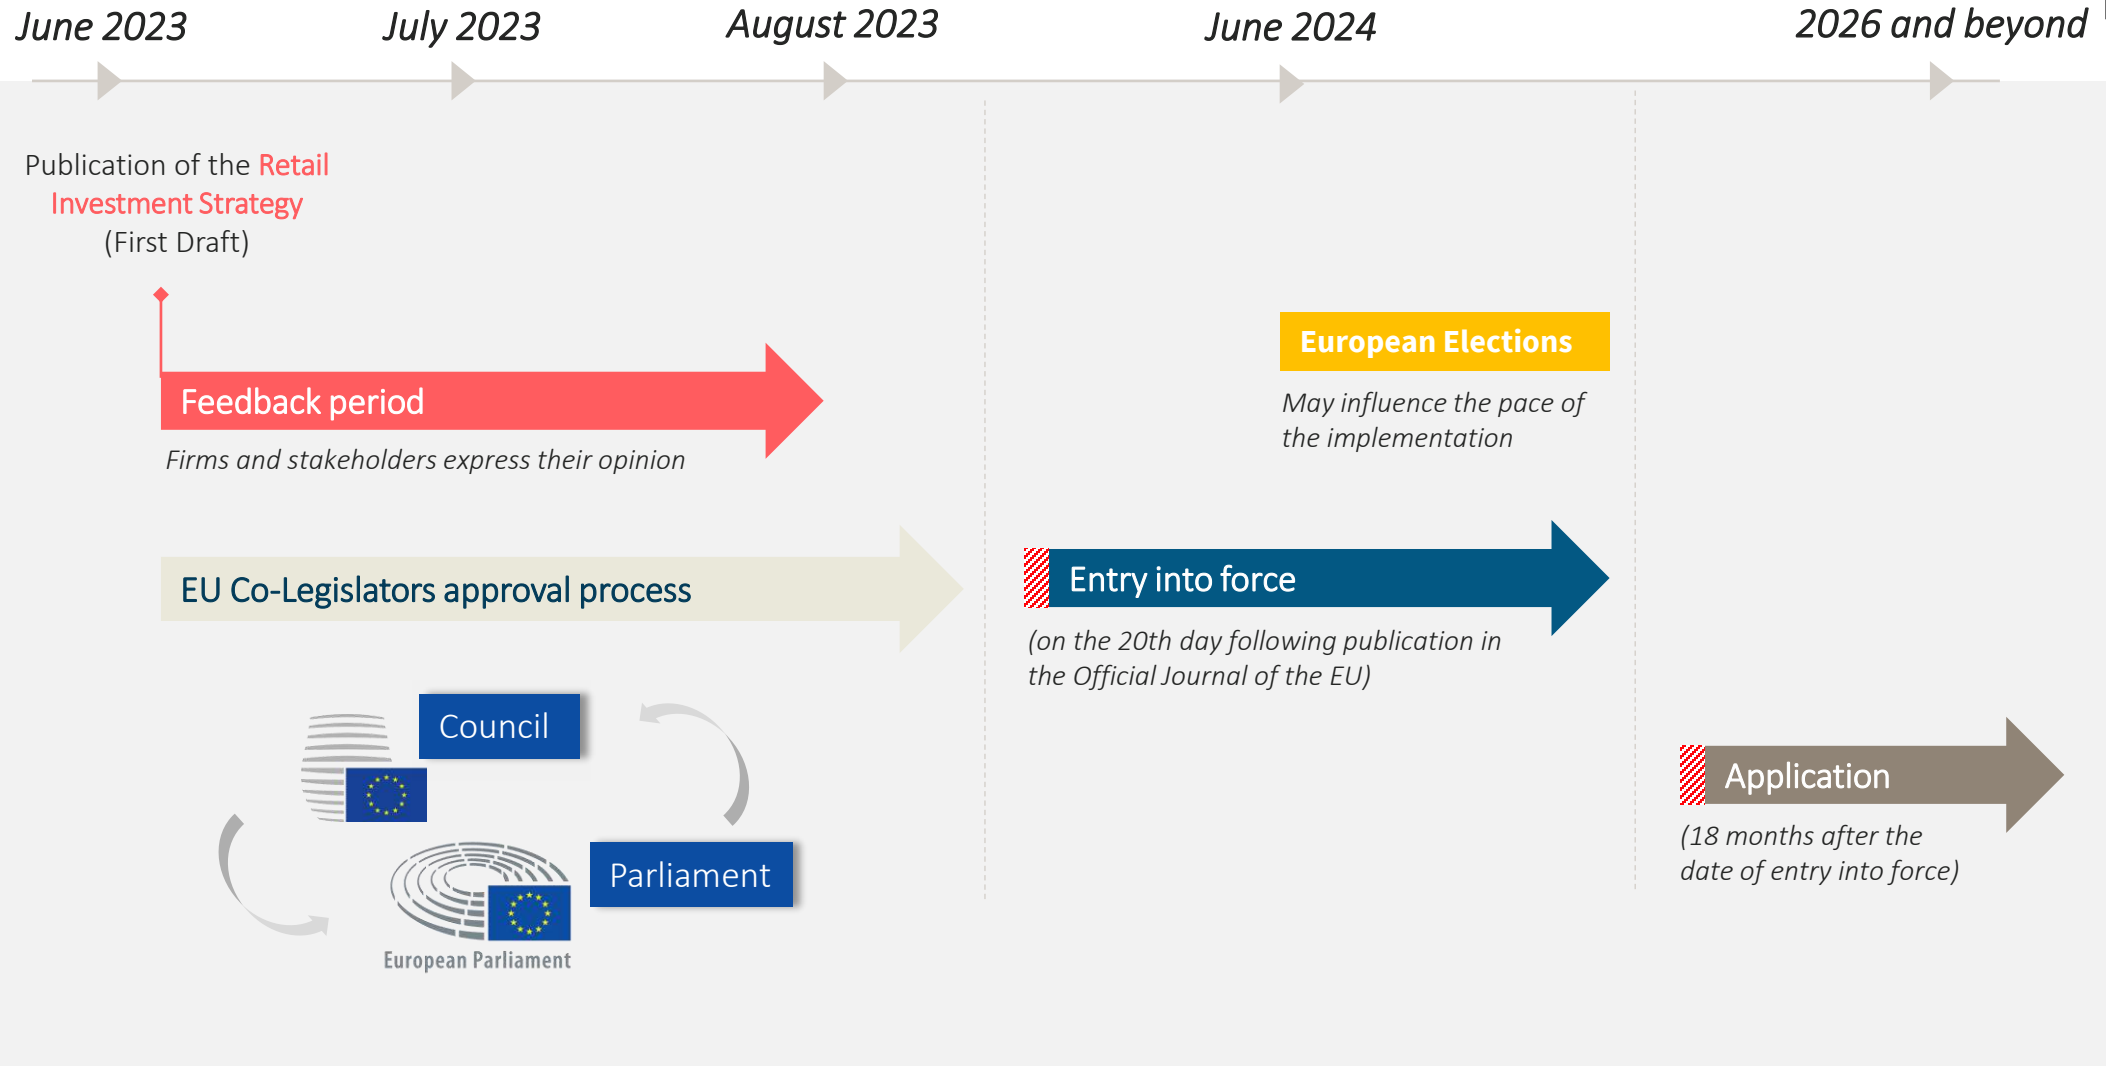 June 2023
July 2023
August 2023
June 2024
2026 and beyond
Publication of the Retail
Investment Strategy
(First Draft)
Feedback period
Firms and stakeholders express their opinion
European Elections
May influence the pace of
the implementation
EU Co-Legislators approval process
Entry into force
(on the 20th day following publication in
the Official Journal of the EU)
Council
Parliament
European Parliament
Application
(18 months after the
date of entry into force)